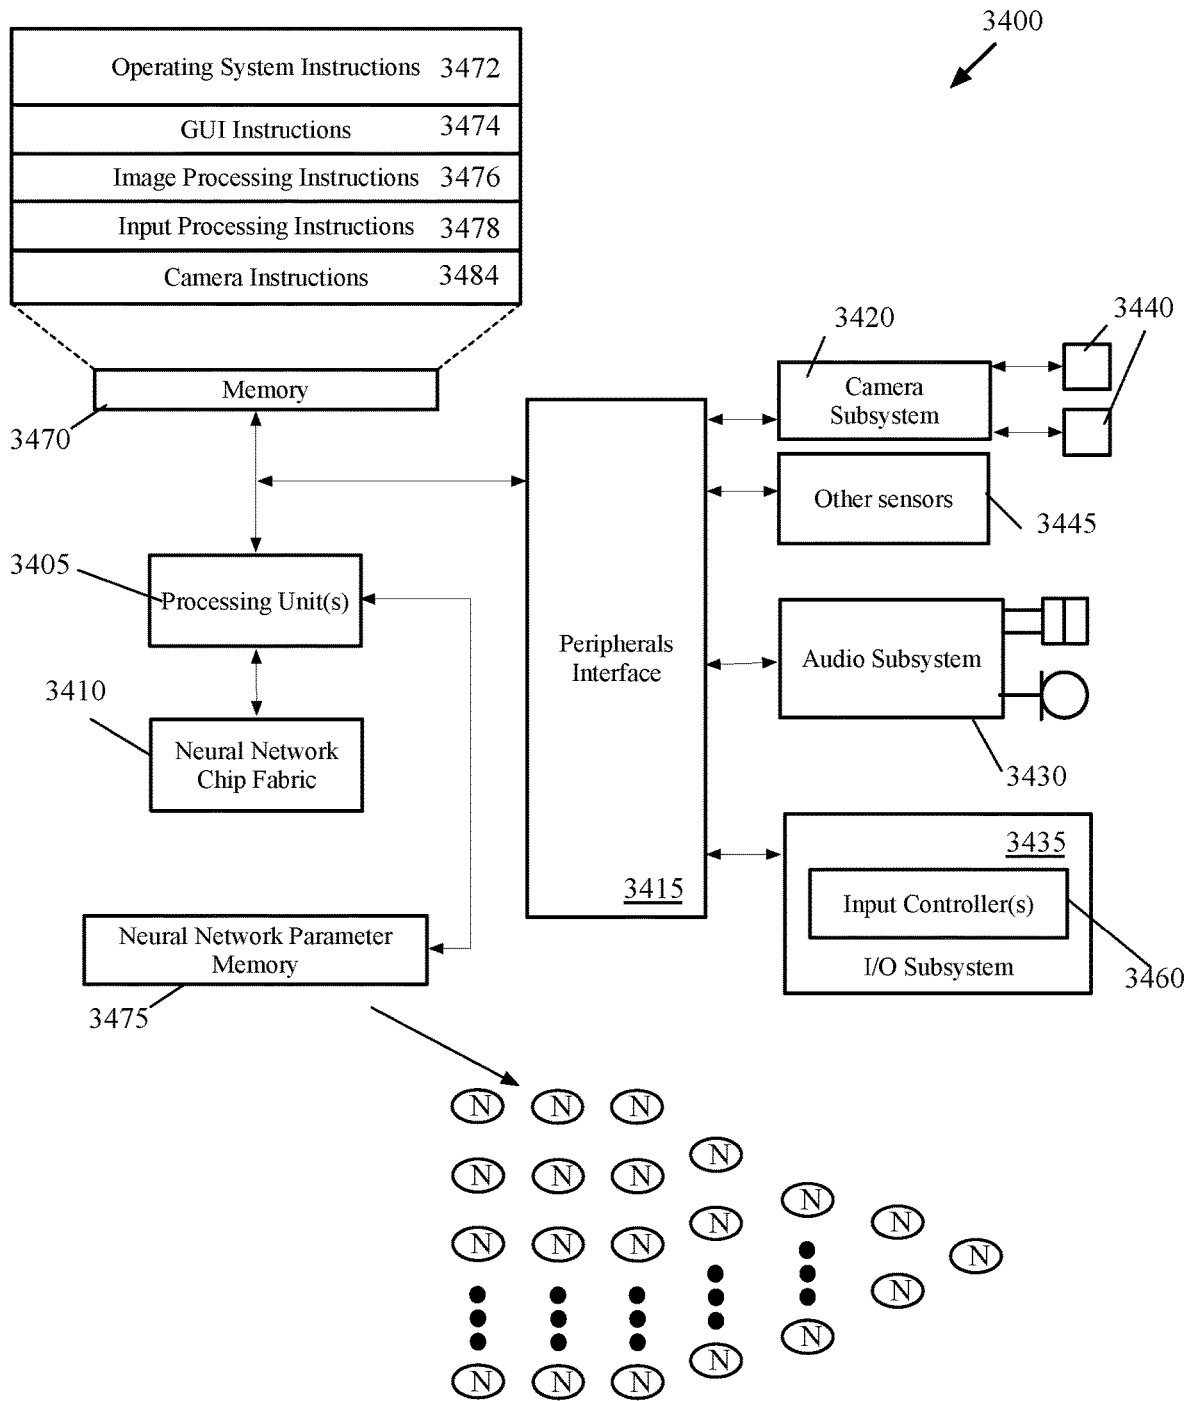 3400
Operating System Instructions 3472
GUI Instructions 3474
Image Processing Instructions 3476
Input Processing Instructions 3478
Camera Instructions 3484
Memory
3470
3420
3440
Camera
Subsystem
Other sensors
3445
3405
Processing Unit(s)
Peripherals
Interface
3415
Audio Subsystem
3430
3410
Neural Network
Chip Fabric
3435
Input Controller(s)
I/O Subsystem
3460
Neural Network Parameter
Memory
3475
N N N
N
N N N
N
N
N
N N N
N
N
N
N
N
N N N